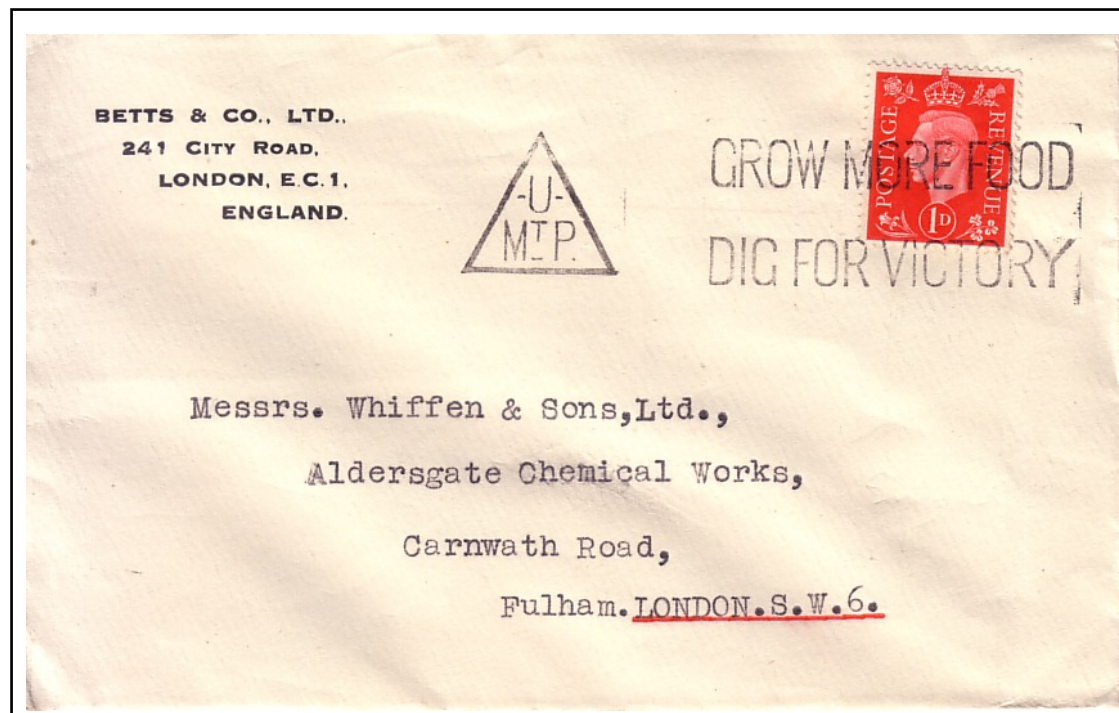 BETTS & CO., LTD.,
241 CITY ROAD,
LONDON, E.C.1,
ENGLAND.
-U-
MT P.
GROW MORE FOOD
DIG FOR VICTORY
POSTAGE
REVENUE
1D
Messrs. Whiffen & Sons,Ltd.,
Aldersgate Chemical Works,
Carnwath Road,
Fulham.LONDON.S.W.6.